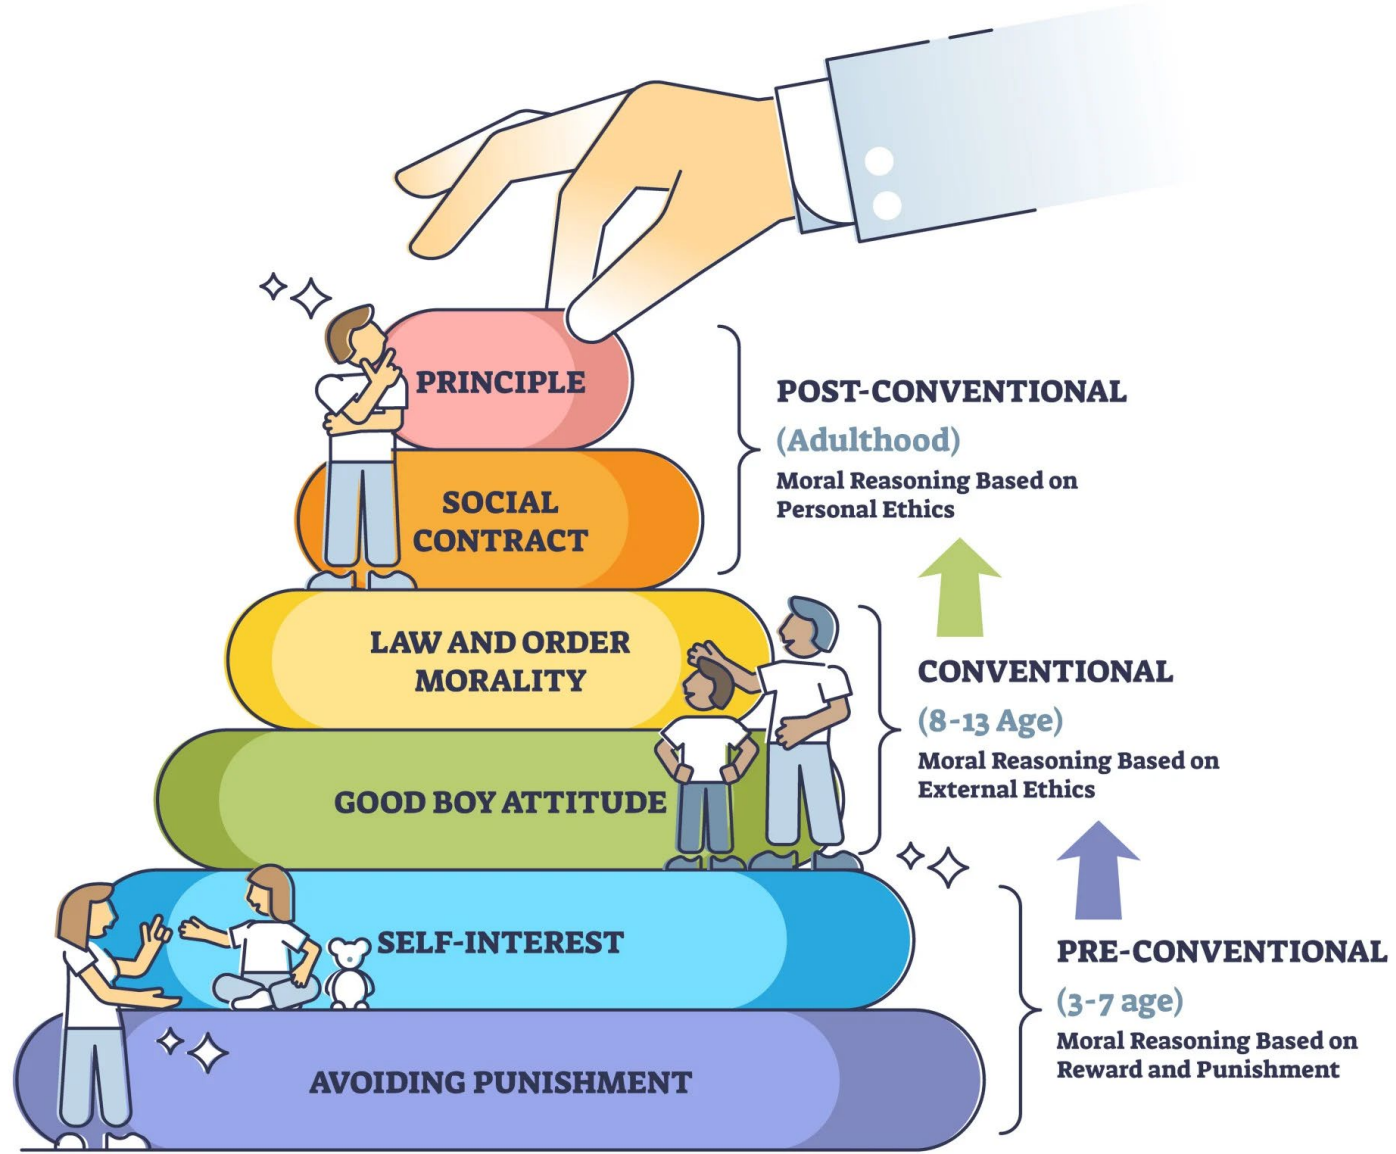 PRINCIPLE
SOCIAL
CONTRACT
LAW AND ORDER
MORALITY
GOOD BOY ATTITUDE
SELF-INTEREST
AVOIDING PUNISHMENT
POST-CONVENTIONAL
(Adulthood)
Moral Reasoning Based on
Personal Ethics
CONVENTIONAL
(8-13 Age)
Moral Reasoning Based on
External Ethics
PRE-CONVENTIONAL
(3-7 age)
Moral Reasoning Based on
Reward and Punishment